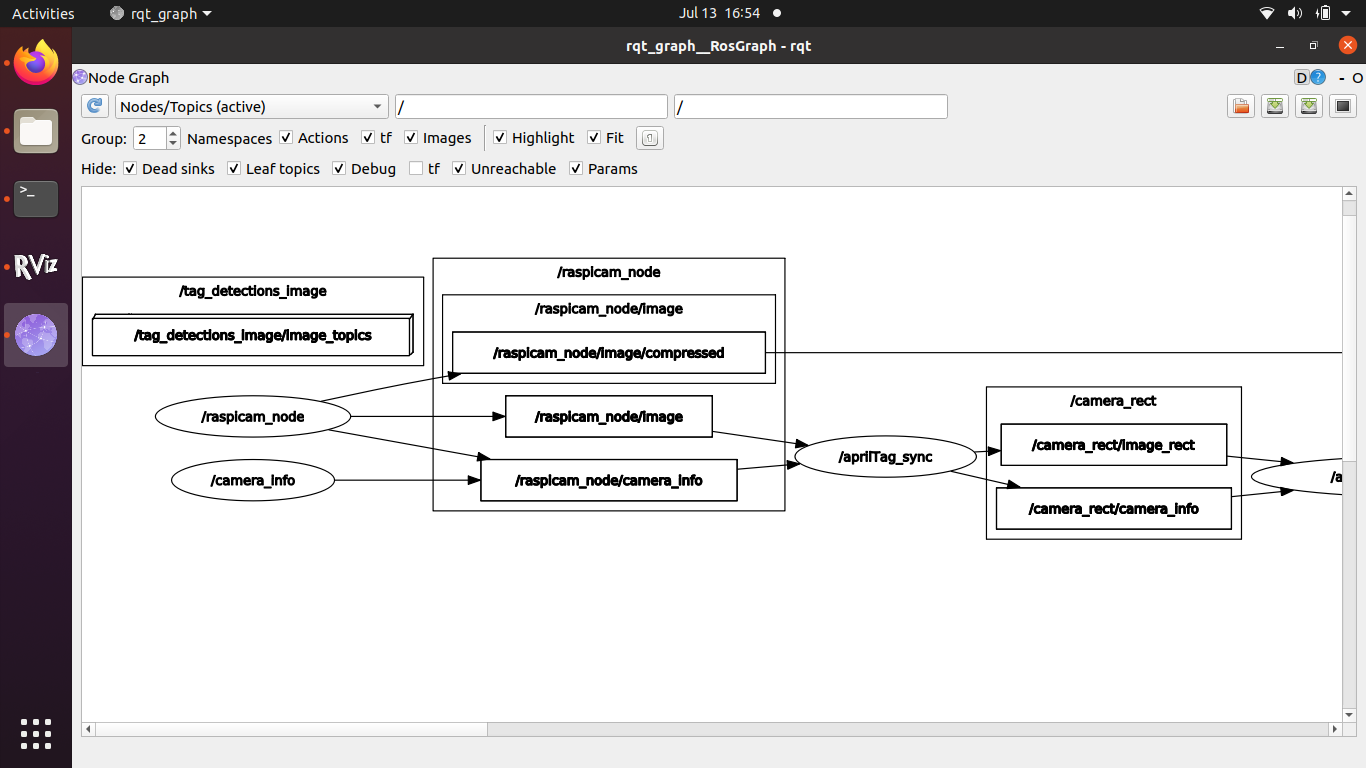 Activities rqt_graph Jul 13 16:54
rqt_graph__RosGraph - rqt
Node Graph D ? - O
Nodes/Topics (active) / /
Group: 2 Namespaces Actions tf Images Highlight Fit
Hide: Dead sinks Leaf topics Debug tf Unreachable Params
>_
RViz
/tag_detections_image
/tag_detections_image/image_topics
/raspicam_node
/raspicam_node/image
/raspicam_node/image/compressed
/raspicam_node
/raspicam_node/image
/camera_info
/raspicam_node/camera_info
/aprilTag_sync
/camera_rect
/camera_rect/image_rect
/camera_rect/camera_info
/a